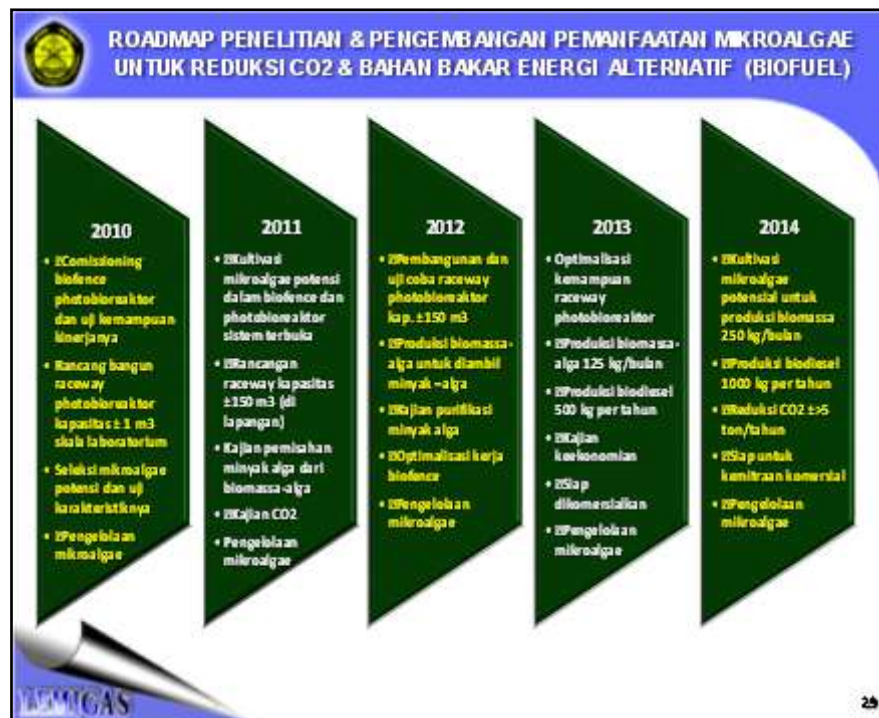 ROADMAP PENELITIAN & PENGEMBANGAN PEMANFAATAN MIKROALGAE
UNTUK REDUKSI CO2 & BAHAN BAKAR ENERGI ALTERNATIF (BIOFUEL)
2010
• Comissioning
biofence
photobioreaktor
dan uji kemampuan
kinerjanya
• Rancang bangun
raceway
photobioreaktor
kapasitas ± 1 m3
skala laboratorium
• Seleksi mikroalgae
potensi dan uji
karakteristiknya
• Pengelolaan
mikroalgae
2011
• Kultivasi
mikroalgae potensi
dalam biofence dan
photobioreaktor
sistem terbuka
• Rancangan
raceway kapasitas
±150 m3 (di
lapangan)
• Kajian pemisahan
minyak alga dari
biomassa-alga
• Kajian CO2
• Pengelolaan
mikroalgae
2012
• Pembangunan dan
uji coba raceway
photobioreaktor
kap. ±150 m3
• Produksi biomassa-
alga untuk diambil
minyak –alga
• Kajian purifikasi
minyak alga
• Optimalisasi kerja
biofence
• Pengelolaan
mikroalgae
2013
• Optimalisasi
kemampuan
raceway
photobioreaktor
• Produksi biomassa-
alga 125 kg/bulan
• Produksi biodiesel
500 kg per tahun
• Kajian
keekonomian
• Siap
dikomersialkan
• Pengelolaan
mikroalgae
2014
• Kultivasi
mikroalgae
potensial untuk
produksi biomassa
250 kg/bulan
• Produksi biodiesel
1000 kg per tahun
• Reduksi CO2 ±>5
ton/tahun
• Siap untuk
kemitraan komersial
• Pengelolaan
mikroalgae
LEMIGAS